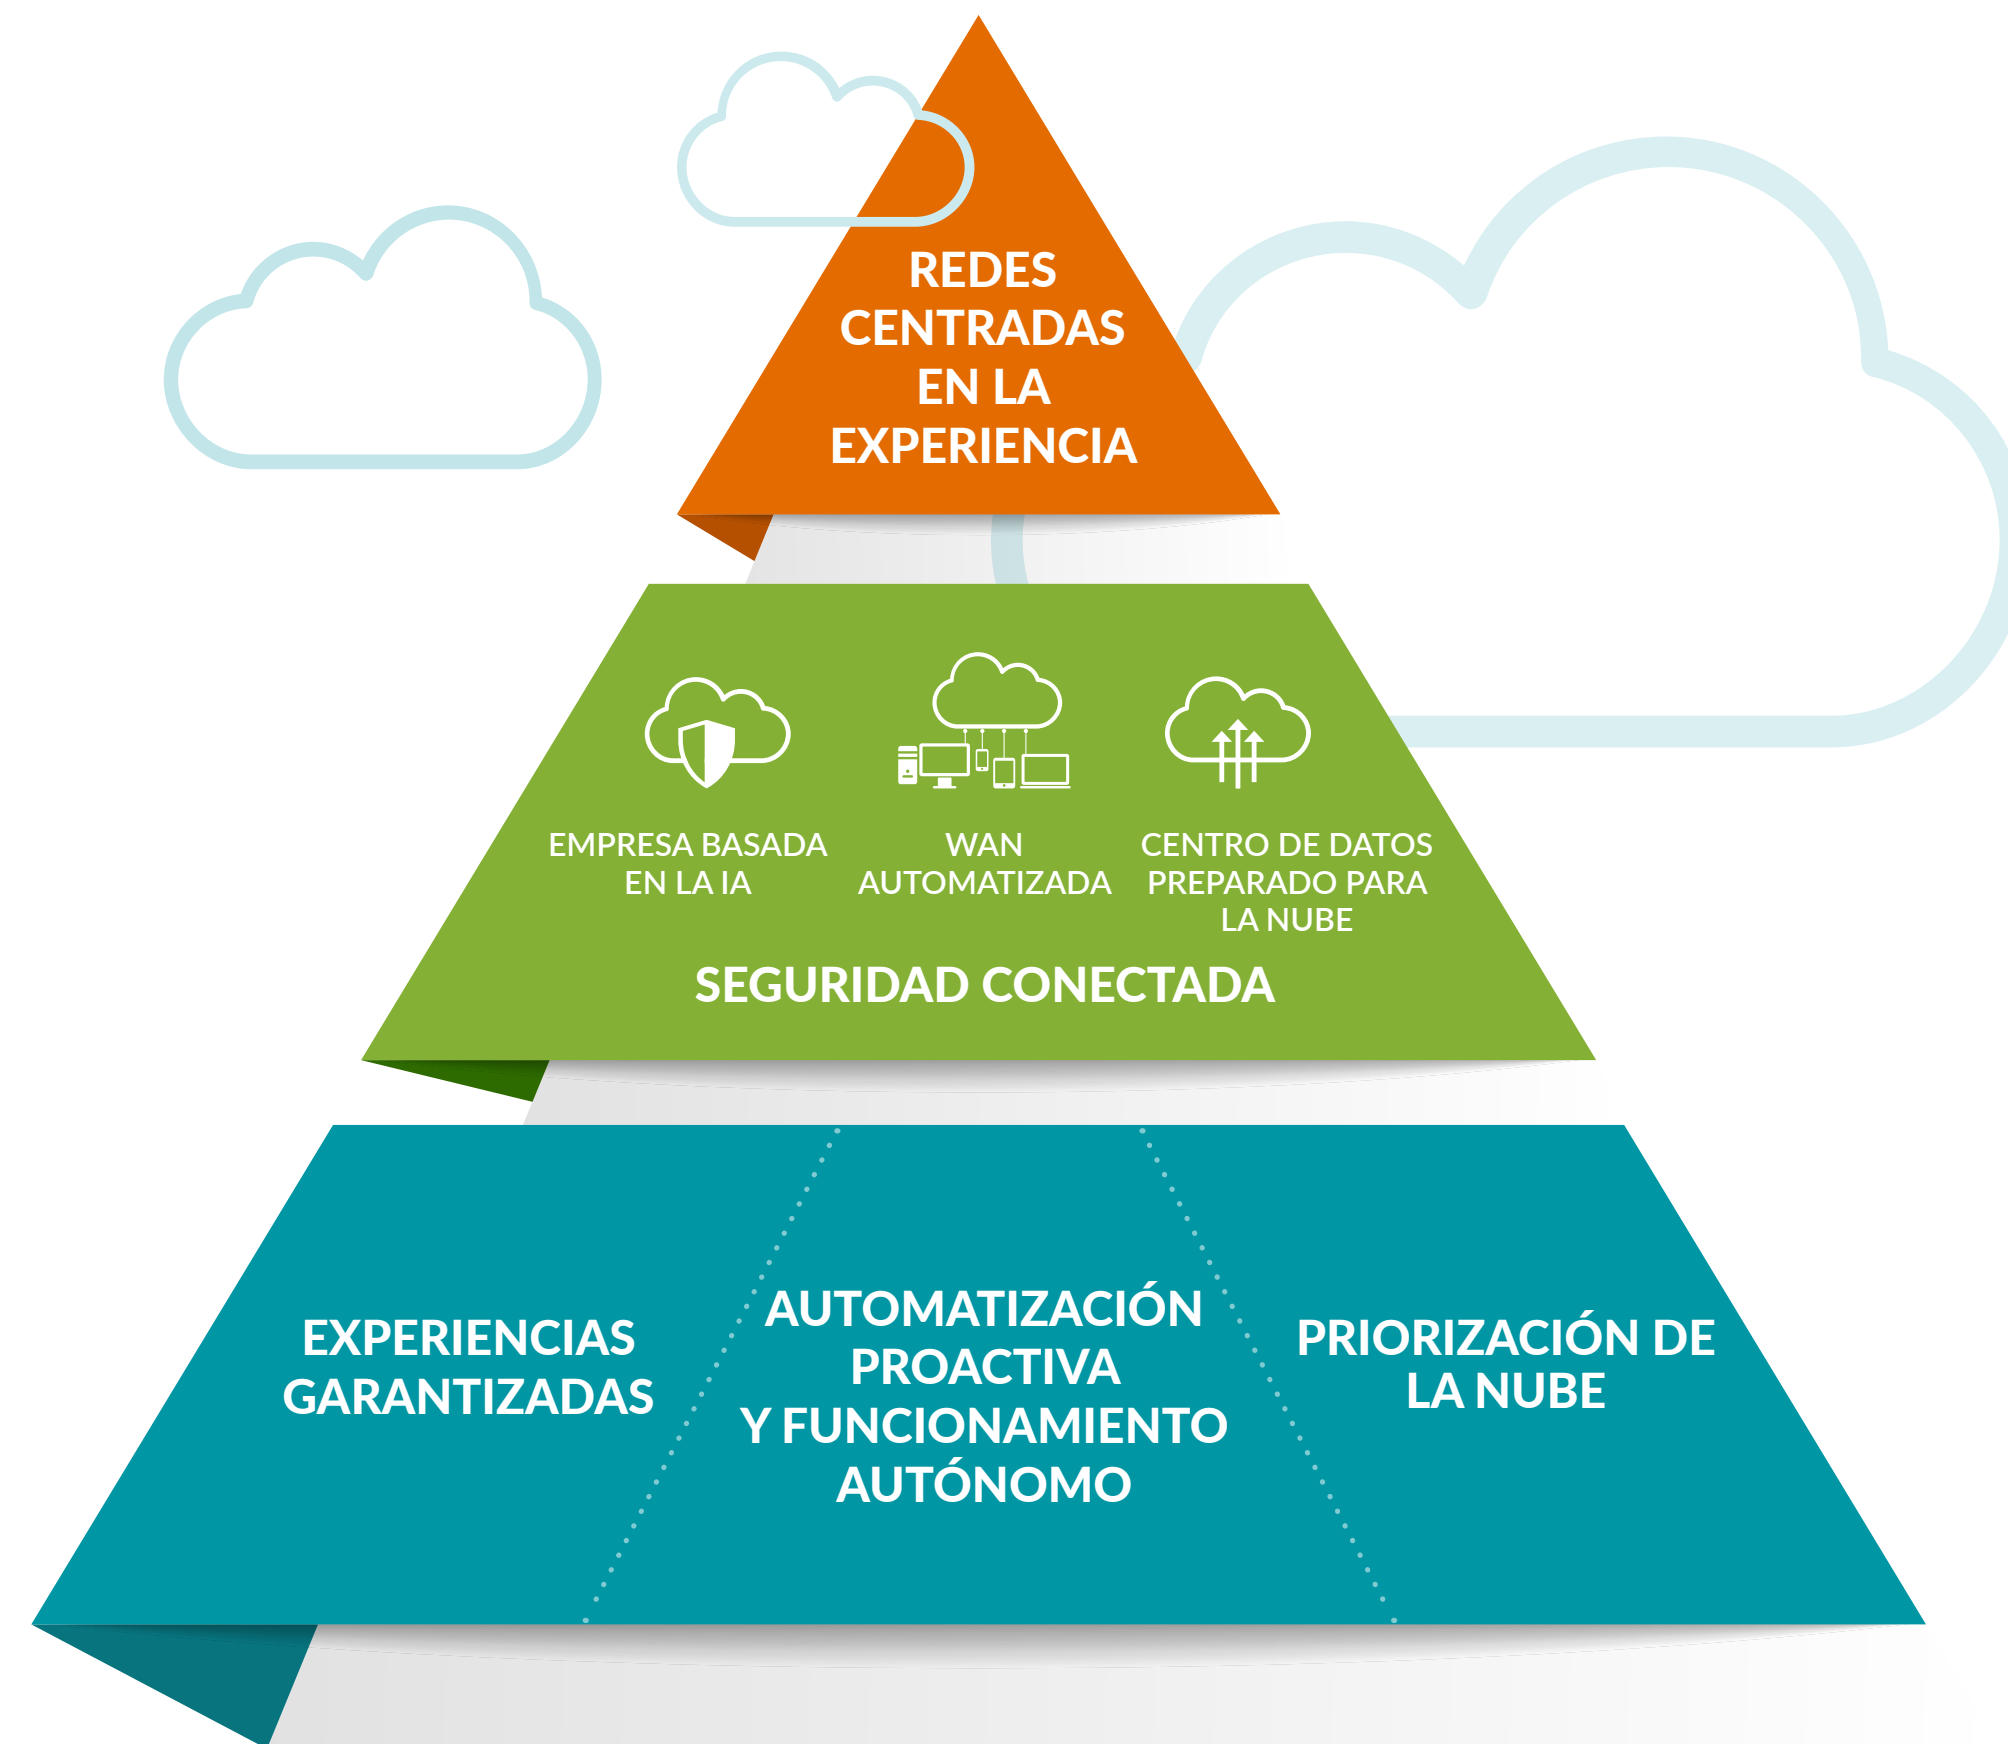 REDES
CENTRADAS
EN LA
EXPERIENCIA
EMPRESA BASADA
EN LA IA
WAN
AUTOMATIZADA
CENTRO DE DATOS
PREPARADO PARA
LA NUBE
SEGURIDAD CONECTADA
EXPERIENCIAS
GARANTIZADAS
AUTOMATIZACIÓN
PROACTIVA
Y FUNCIONAMIENTO
AUTÓNOMO
PRIORIZACIÓN DE
LA NUBE